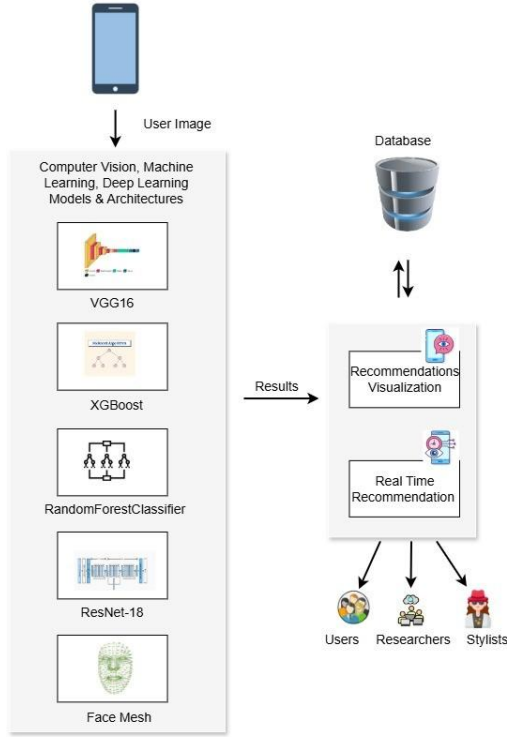 User Image
Computer Vision, Machine
Learning, Deep Learning
Models & Architectures
VGG16
XGBoost
RandomForestClassifier
ResNet-18
Face Mesh
Results
Database
Recommendations
Visualization
Real Time
Recommendation
Users
Researchers
Stylists